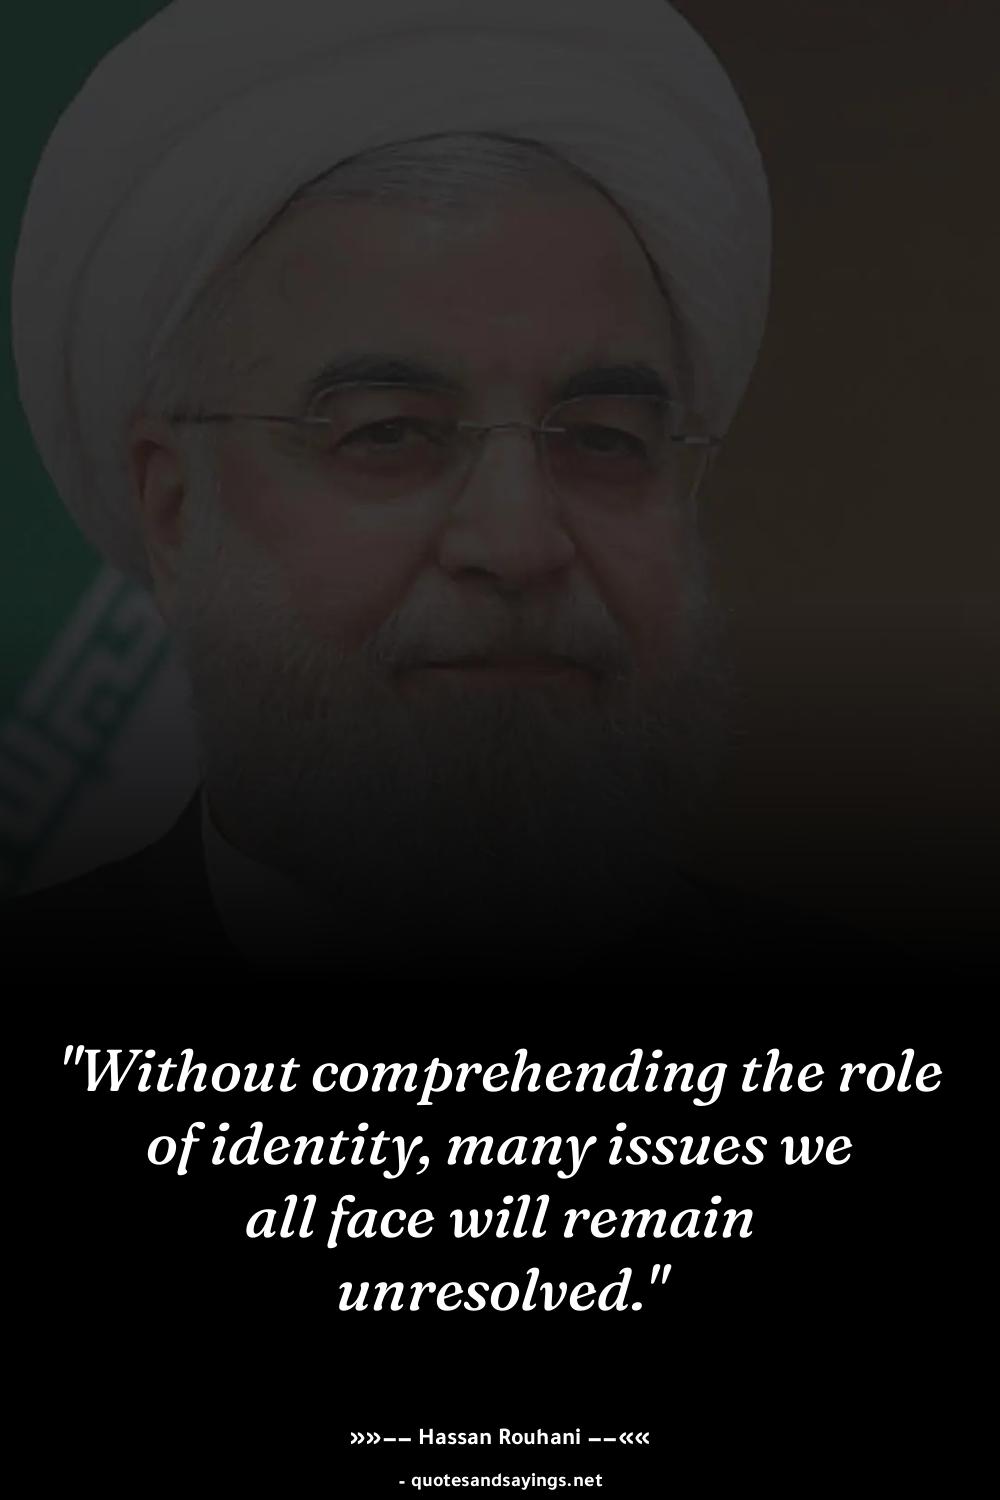 "Without comprehending the role
of identity, many issues we
all face will remain
unresolved."
»»–– Hassan Rouhani ––««
- quotesandsayings.net